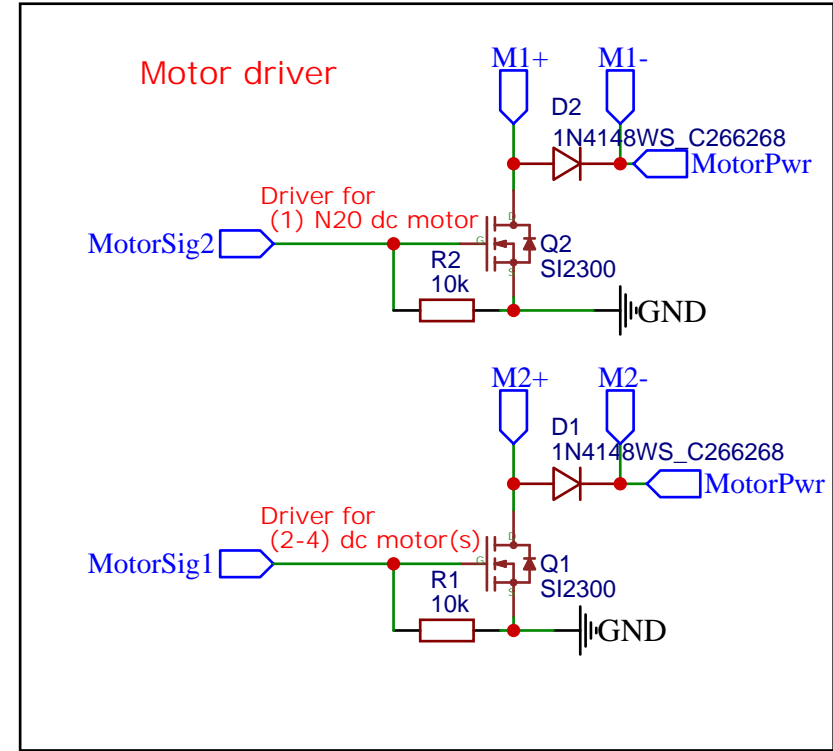 Motor driver
M1+
M1-
D2
1N4148WS_C266268
MotorPwr
Driver for
(1) N20 dc motor
MotorSig2
D
G
S
Q2
SI2300
R2
10k
GND
M2+
M2-
D1
1N4148WS_C266268
MotorPwr
Driver for
(2-4) dc motor(s)
MotorSig1
D
G
S
Q1
SI2300
R1
10k
GND